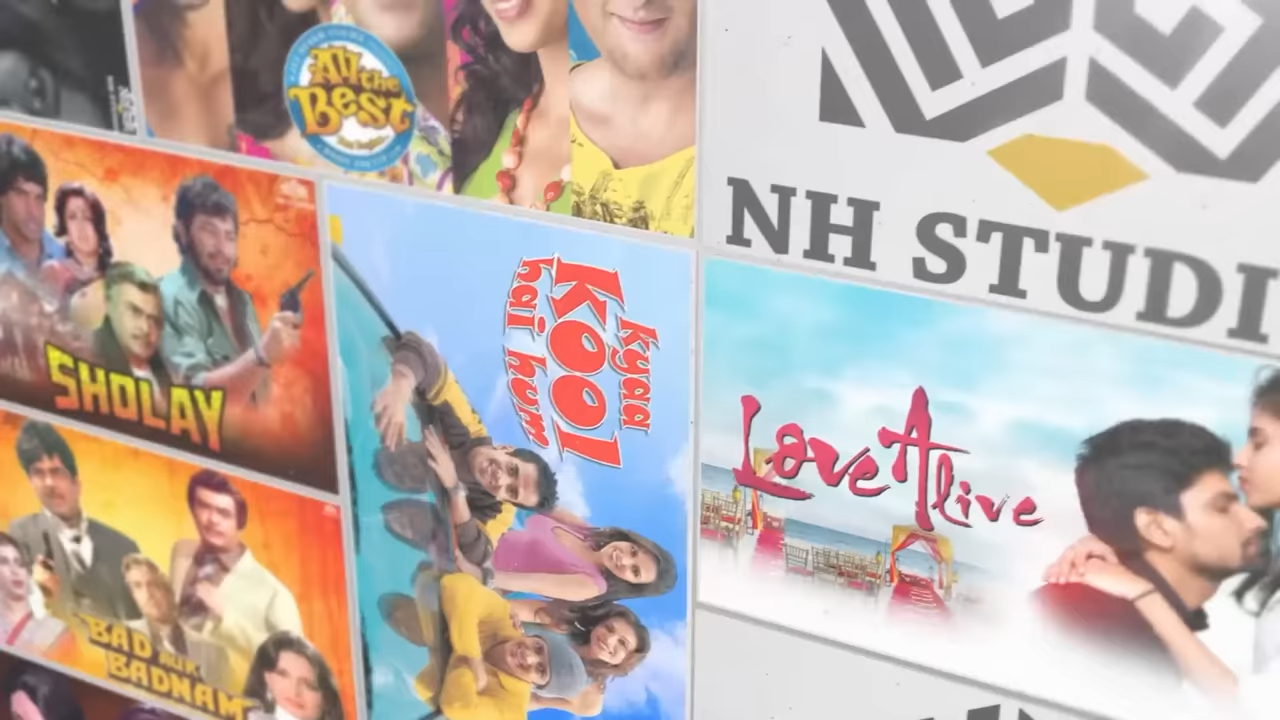 All the
Best
NH STUDI
SHOLAY
kyaa
KOOl
hai hum
Love Alive
BAD AUR
BADNAM